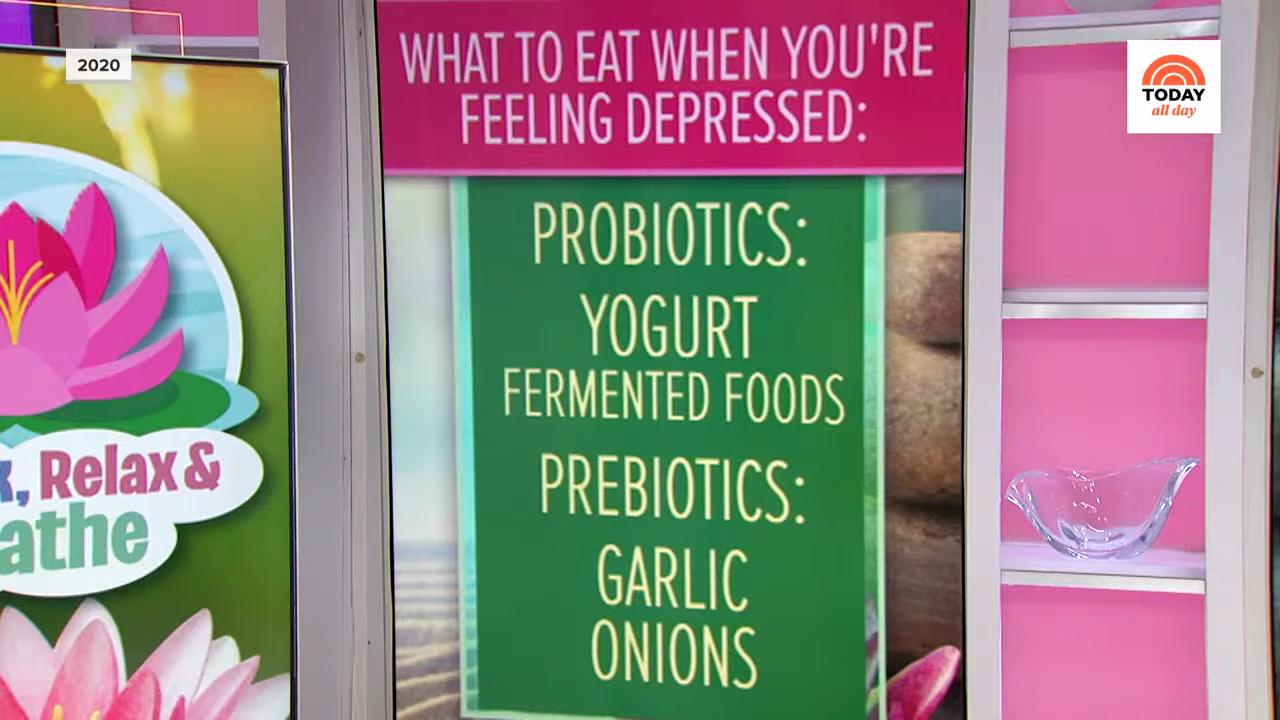 2020
WHAT TO EAT WHEN YOU'RE
FEELING DEPRESSED:
PROBIOTICS:
YOGURT
FERMENTED FOODS
PREBIOTICS:
GARLIC
ONIONS
Relax &
TODAY
all day